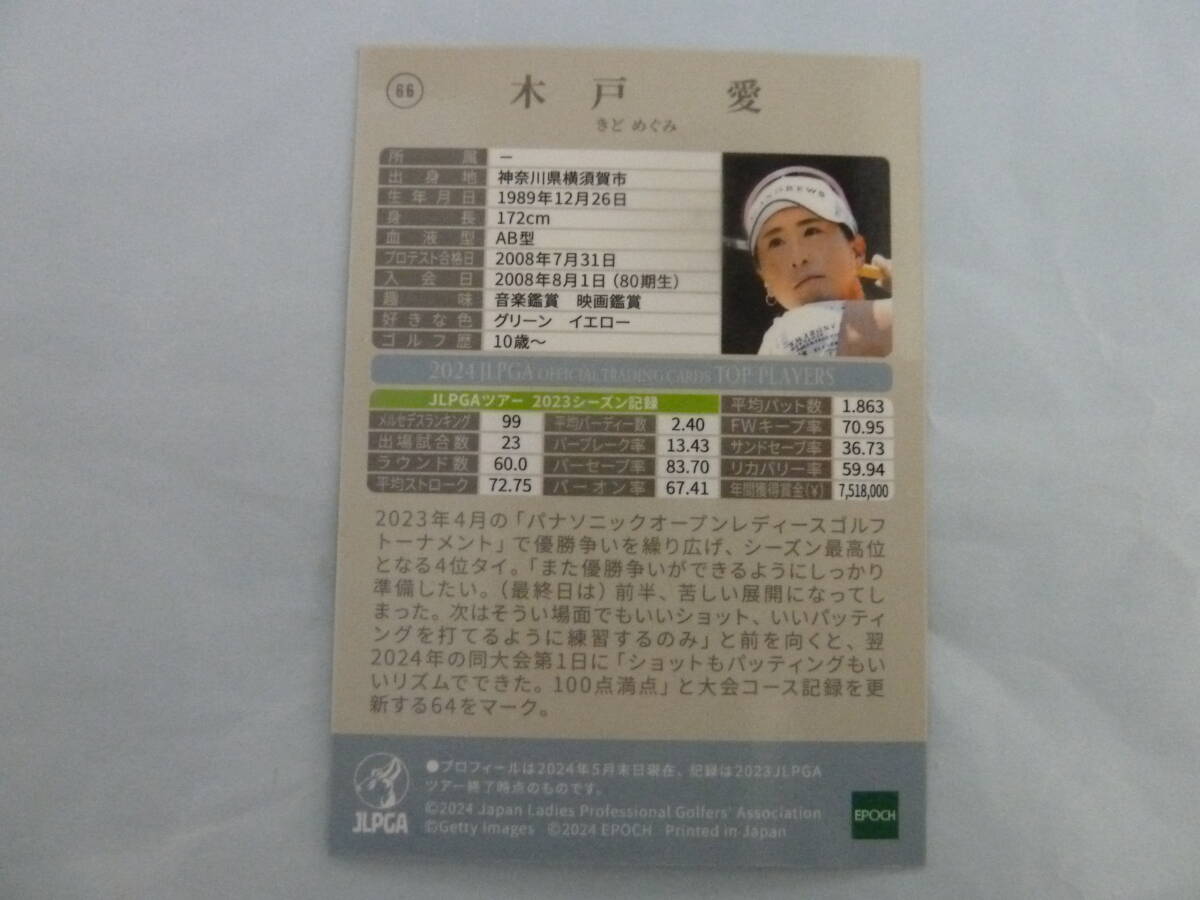 66
木戸 愛
きど めぐみ
所属 ー
出身地 神奈川県横須賀市
生年月日 1989年12月26日
身長 172cm
血液型 AB型
プロテスト合格日 2008年7月31日
入会日 2008年8月1日（80期生）
趣味 音楽鑑賞 映画鑑賞
好きな色 グリーン イエロー
ゴルフ歴 10歳〜
ANDREWS
2024 JLPGA OFFICIAL TRADING CARDS TOP PLAYERS
JLPGAツアー 2023シーズン記録 平均パット数 1.863
メルセデスランキング 99 平均バーディー数 2.40 FWキープ率 70.95
出場試合数 23 パーブレーク率 13.43 サンドセーブ率 36.73
ラウンド数 60.0 パーセーブ率 83.70 リカバリー率 59.94
平均ストローク 72.75 パーオン率 67.41 年間獲得賞金(¥) 7,518,000
2023年4月の「パナソニックオープンレディースゴルフ
トーナメント」で優勝争いを繰り広げ、シーズン最高位
となる4位タイ。「また優勝争いができるようにしっかり
準備したい。（最終日は）前半、苦しい展開になってし
まった。次はそういう場面でもいいショット、いいパッティ
ングを打てるように練習するのみ」と前を向くと、翌
2024年の同大会第1日に「ショットもパッティングもい
いリズムでできた。100点満点」と大会コース記録を更
新する64をマーク。
●プロフィールは2024年5月末日現在、記録は2023JLPGA
ツアー終了時点のものです。
©2024 Japan Ladies Professional Golfers' Association
©Getty Images ©2024 EPOCH Printed in Japan
JLPGA
EPOCH